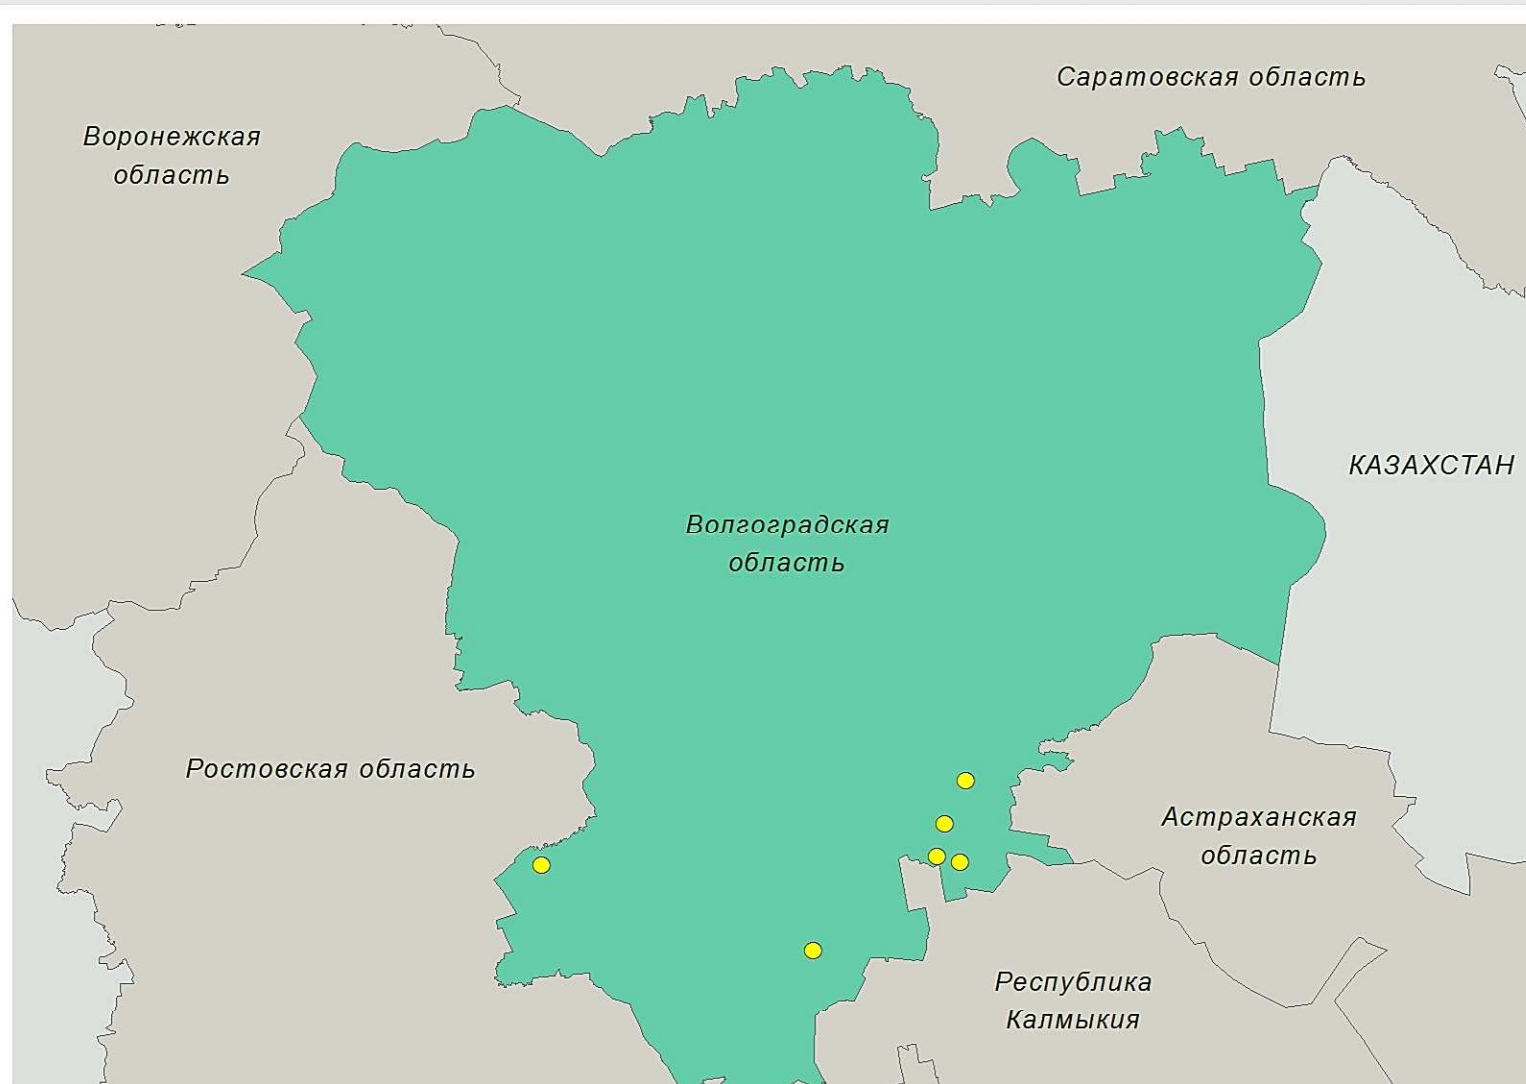 Саратовская область
Воронежская
область
КАЗАХСТАН
Волгоградская
область
Ростовская область
Астраханская
область
Республика
Калмыкия